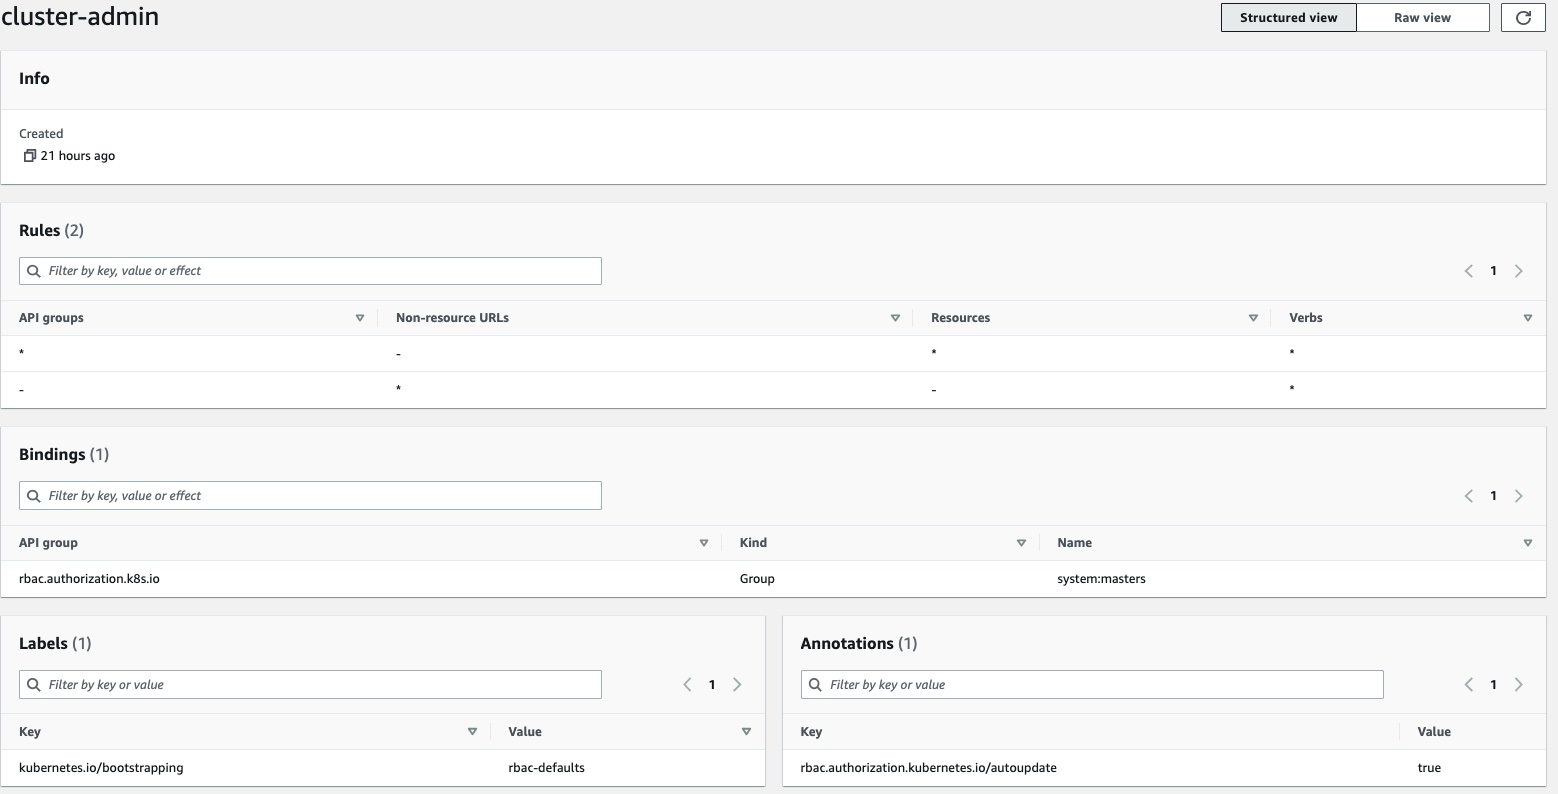 cluster-admin
Structured view Raw view
Info
Created
21 hours ago
Rules (2)
Filter by key, value or effect
1
API groups Non-resource URLs Resources Verbs
* - * *
- * - *
Bindings (1)
Filter by key, value or effect
1
API group Kind Name
rbac.authorization.k8s.io Group system:masters
Labels (1)
Filter by key or value
1
Key Value
kubernetes.io/bootstrapping rbac-defaults
Annotations (1)
Filter by key or value
1
Key Value
rbac.authorization.kubernetes.io/autoupdate true